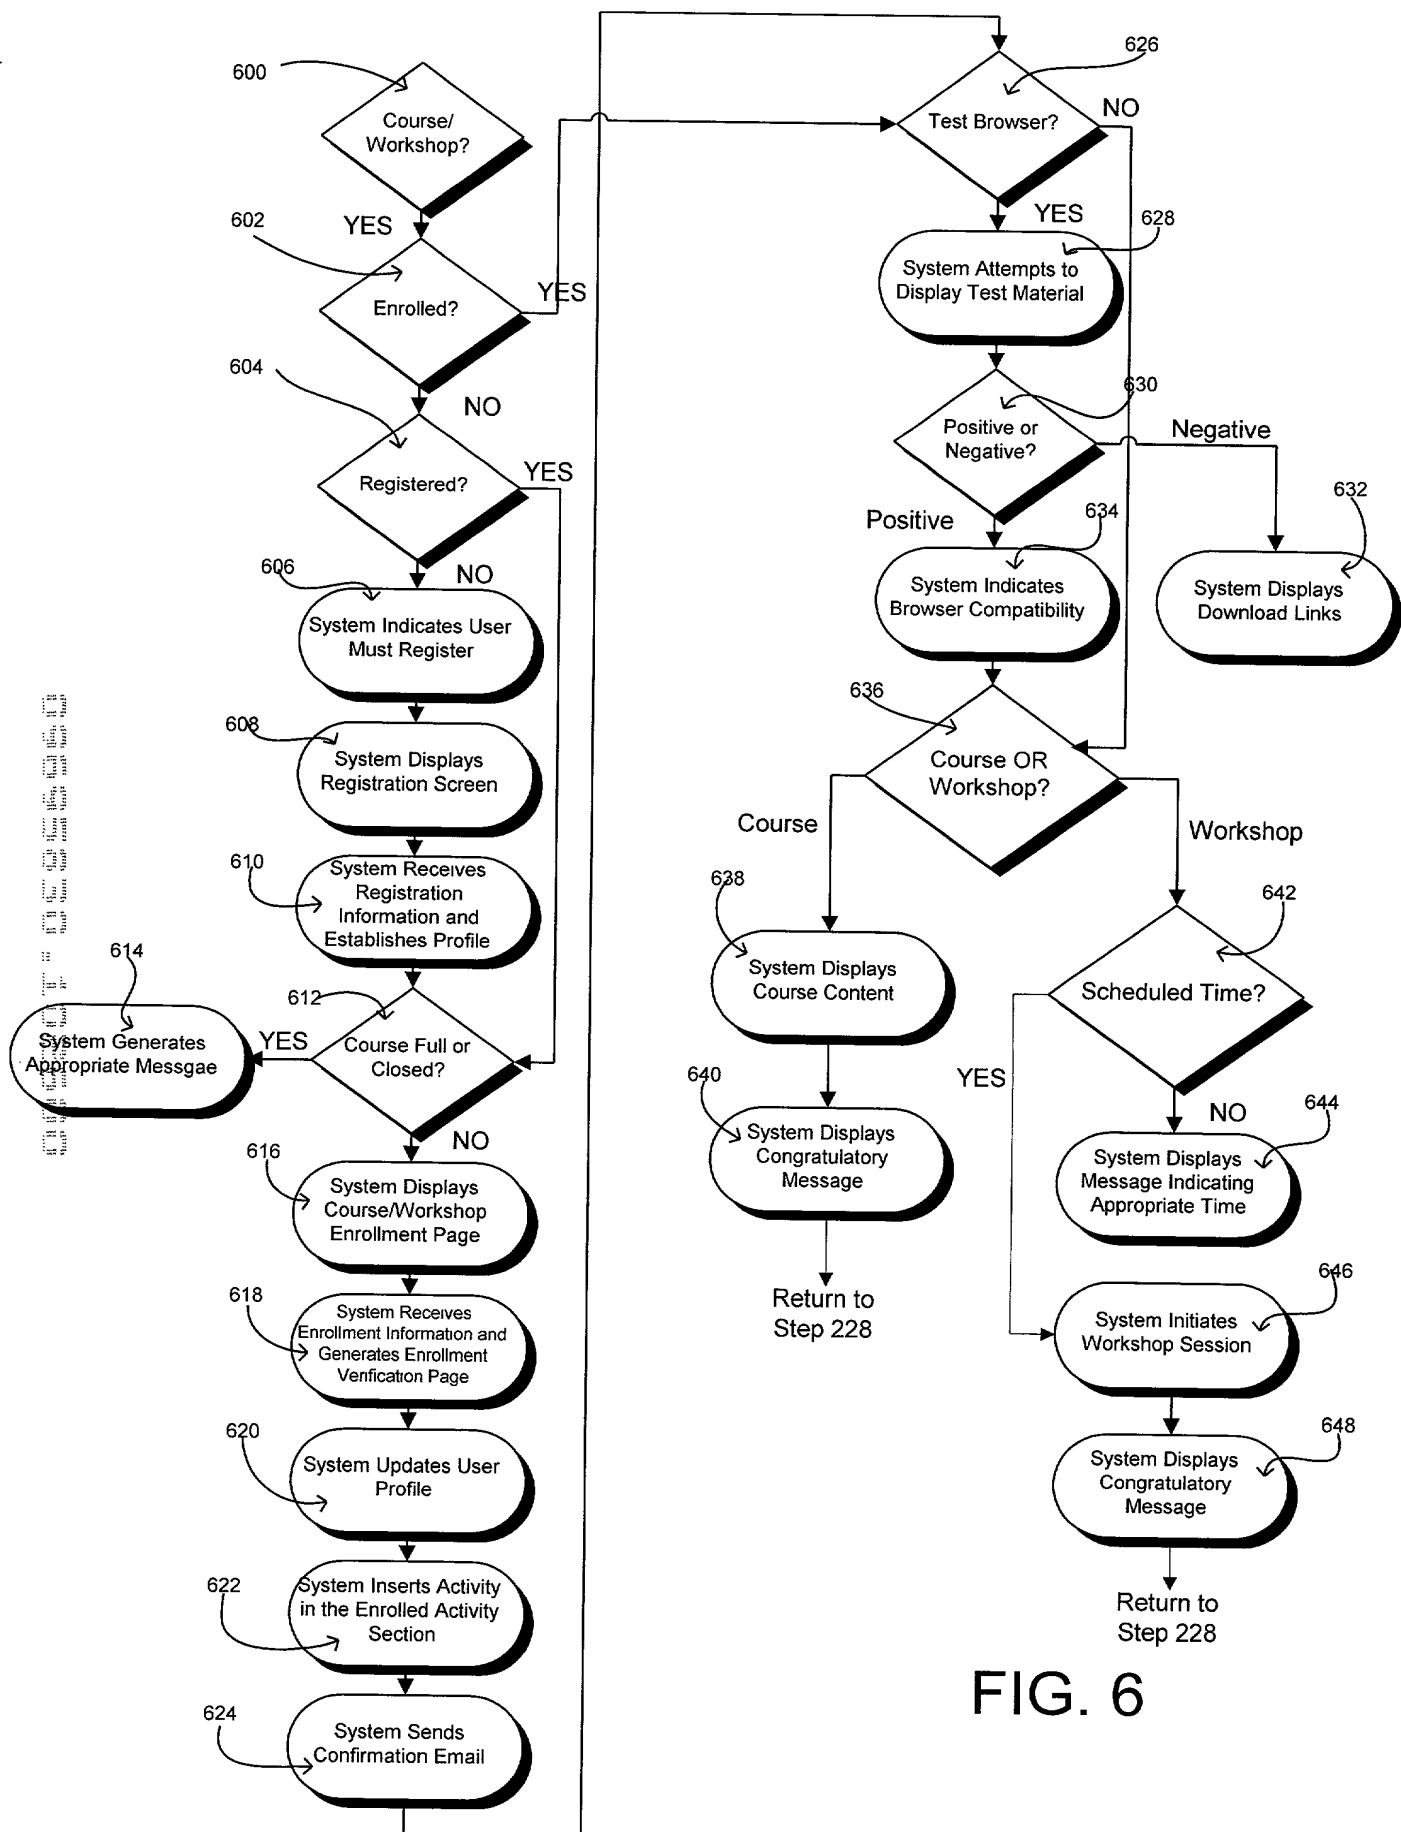 600
Course/
Workshop?
YES
602
Enrolled?
YES
604
NO
Registered?
YES
606
NO
System Indicates User
Must Register
608
System Displays
Registration Screen
610
System Receives
Registration
Information and
Establishes Profile
614
612
System Generates
Appropriate Messgae
YES
Course Full or
Closed?
NO
616
System Displays
Course/Workshop
Enrollment Page
618
System Receives
Enrollment Information and
Generates Enrollment
Verification Page
620
System Updates User
Profile
622
System Inserts Activity
in the Enrolled Activity
Section
624
System Sends
Confirmation Email
626
Test Browser?
NO
YES
628
System Attempts to
Display Test Material
630
Positive or
Negative?
Negative
632
System Displays
Download Links
Positive
634
System Indicates
Browser Compatibility
636
Course OR
Workshop?
Course
Workshop
638
System Displays
Course Content
640
System Displays
Congratulatory
Message
Return to
Step 228
642
Scheduled Time?
YES
NO
644
System Displays
Message Indicating
Appropriate Time
646
System Initiates
Workshop Session
648
System Displays
Congratulatory
Message
Return to
Step 228
FIG. 6